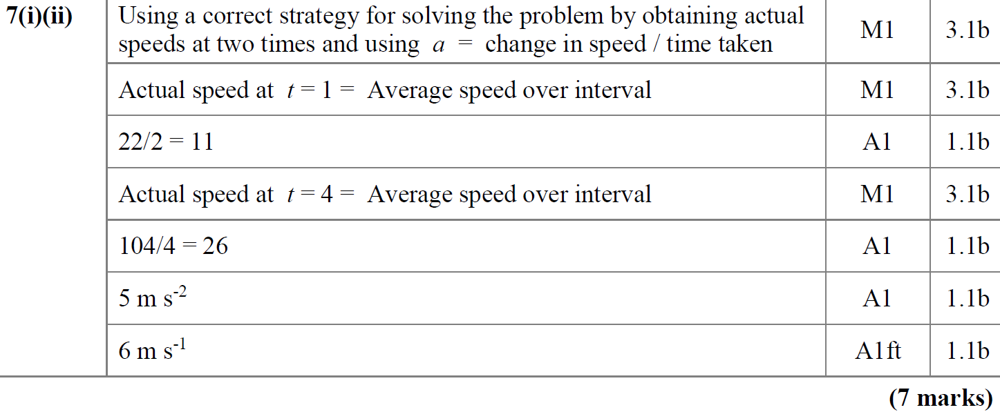 7(i)(ii) Using a correct strategy for solving the problem by obtaining actual M1 3.1b
speeds at two times and using a = change in speed / time taken
Actual speed at t = 1 = Average speed over interval M1 3.1b
22/2 = 11 A1 1.1b
Actual speed at t = 4 = Average speed over interval M1 3.1b
104/4 = 26 A1 1.1b
5 m s⁻² A1 1.1b
6 m s⁻¹ A1ft 1.1b
(7 marks)